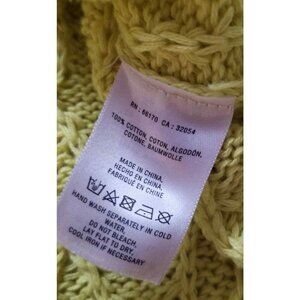 RN : 66170 CA : 32054
100% COTTON, COTON, ALGODÓN,
COTONE, BAUMWOLLE
MADE IN CHINA,
HECHO EN CHINA,
FABRIQUÉ EN CHINE
HAND WASH SEPARATELY IN COLD
WATER
DO NOT BLEACH.
LAY FLAT TO DRY.
COOL IRON IF NECESSARY